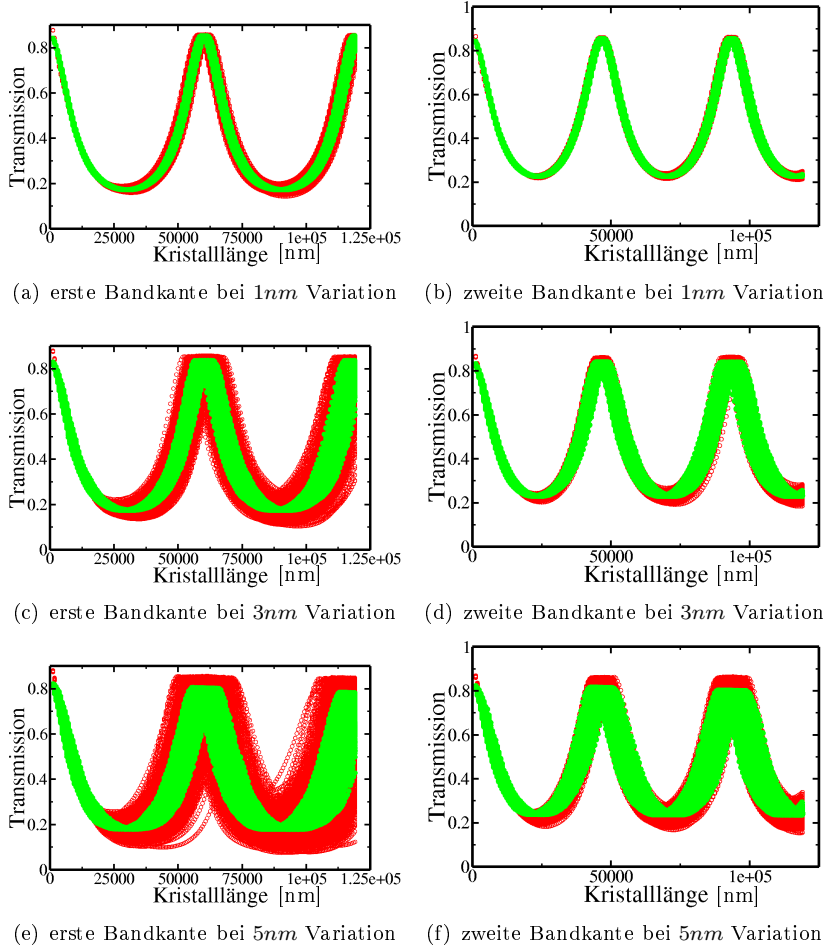 0.8
0.6
0.4
0.2
0
Transmission
0 25000 50000 75000 1e+05 1.25e+05
Kristalllänge [nm]
(a) erste Bandkante bei 1nm Variation
1
0.8
0.6
0.4
0.2
0
Transmission
0 50000 1e+05
Kristalllänge [nm]
(b) zweite Bandkante bei 1nm Variation
0.8
0.6
0.4
0.2
0
Transmission
0 25000 50000 75000 1e+05 1.25e+05
Kristalllänge [nm]
(c) erste Bandkante bei 3nm Variation
1
0.8
0.6
0.4
0.2
0
Transmission
0 50000 1e+05
Kristalllänge [nm]
(d) zweite Bandkante bei 3nm Variation
0.8
0.6
0.4
0.2
0
Transmission
0 25000 50000 75000 1e+05 1.25e+05
Kristalllänge [nm]
(e) erste Bandkante bei 5nm Variation
1
0.8
0.6
0.4
0.2
0
Transmission
0 50000 1e+05
Kristalllänge [nm]
(f) zweite Bandkante bei 5nm Variation